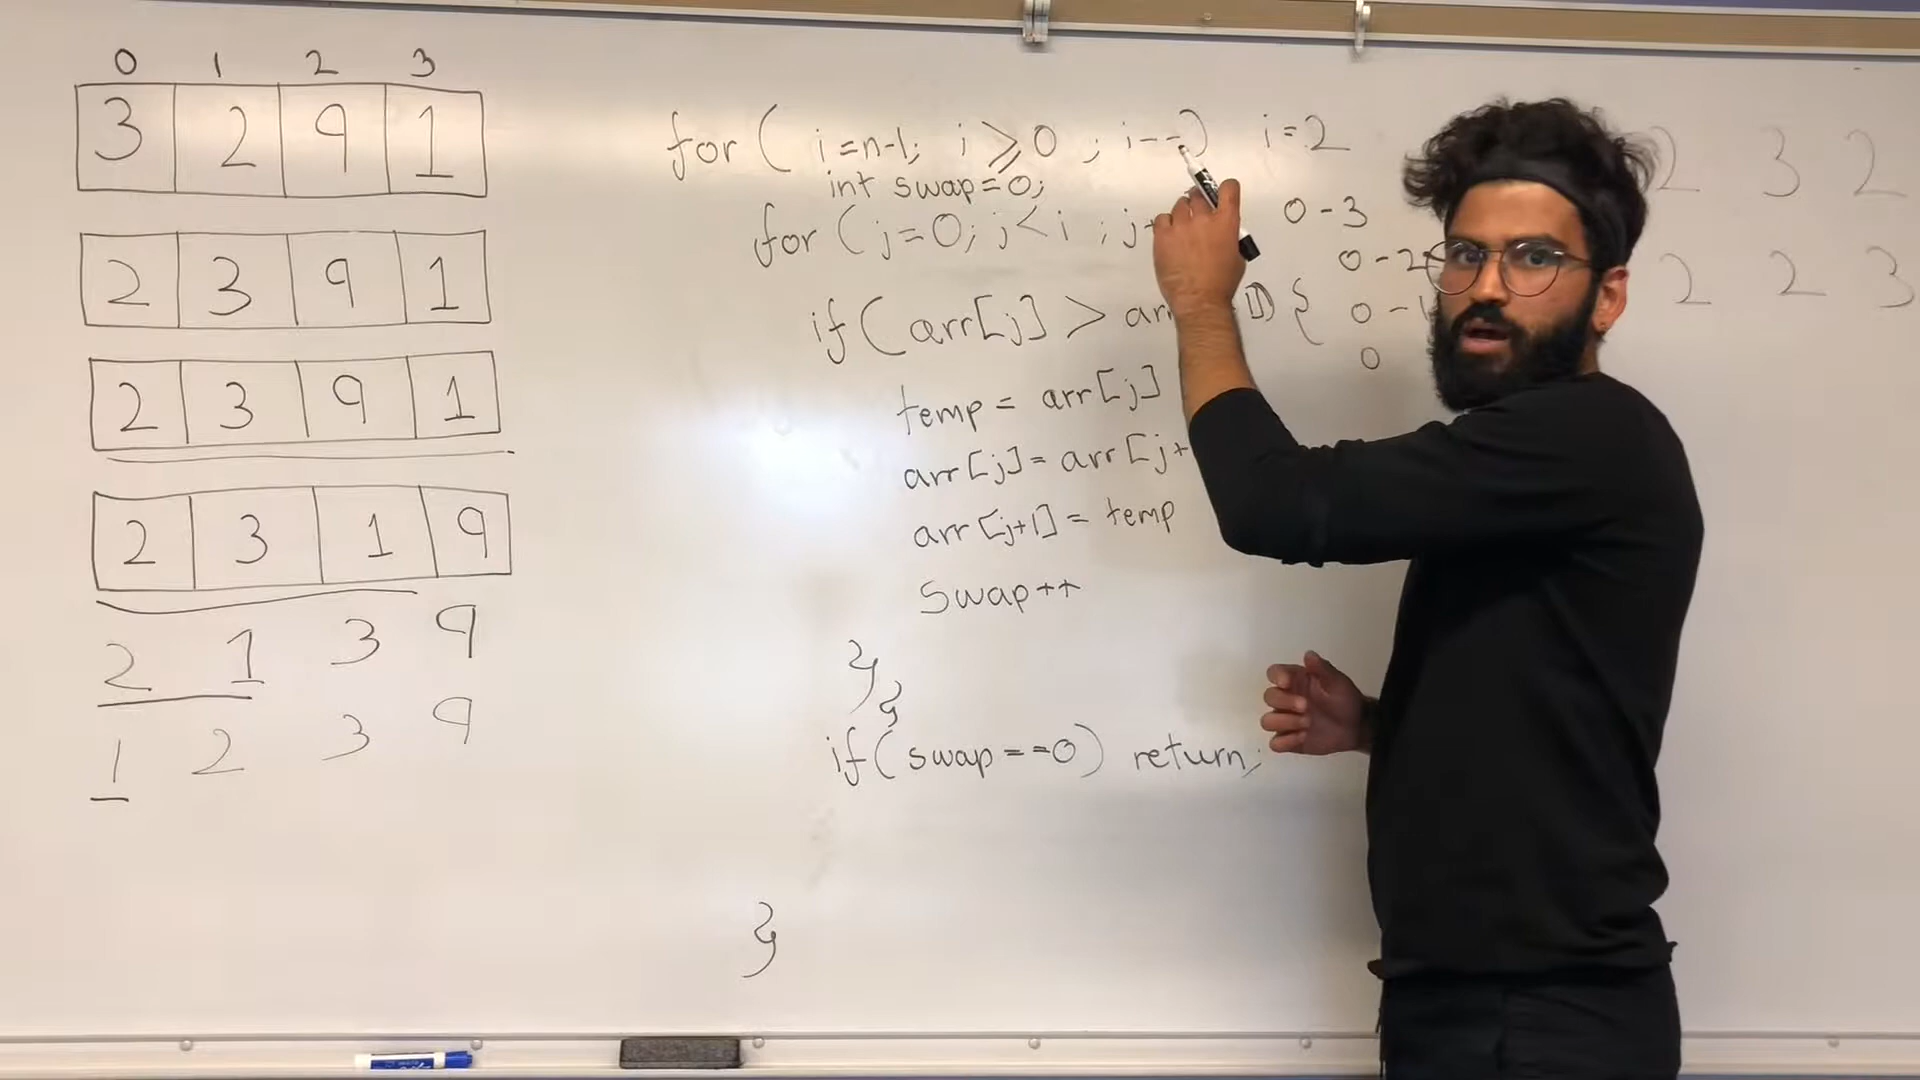 0 1 2 3
3 2 9 1
2 3 9 1
2 3 9 1
2 3 1 9
2 1 3 9
1 2 3 9
for ( i=n-1; i ≥ 0 ; i--)
int swap=0;
for ( j=0; j < i ; j+
if ( arr[j] > arr 1]) {
temp = arr[j]
arr[j] = arr[j+
arr[j+1] = temp
Swap++
}
}
if ( swap==0) return;
}
i=2
0-3
0-2
0-1
0
2 3 2
2 2 3